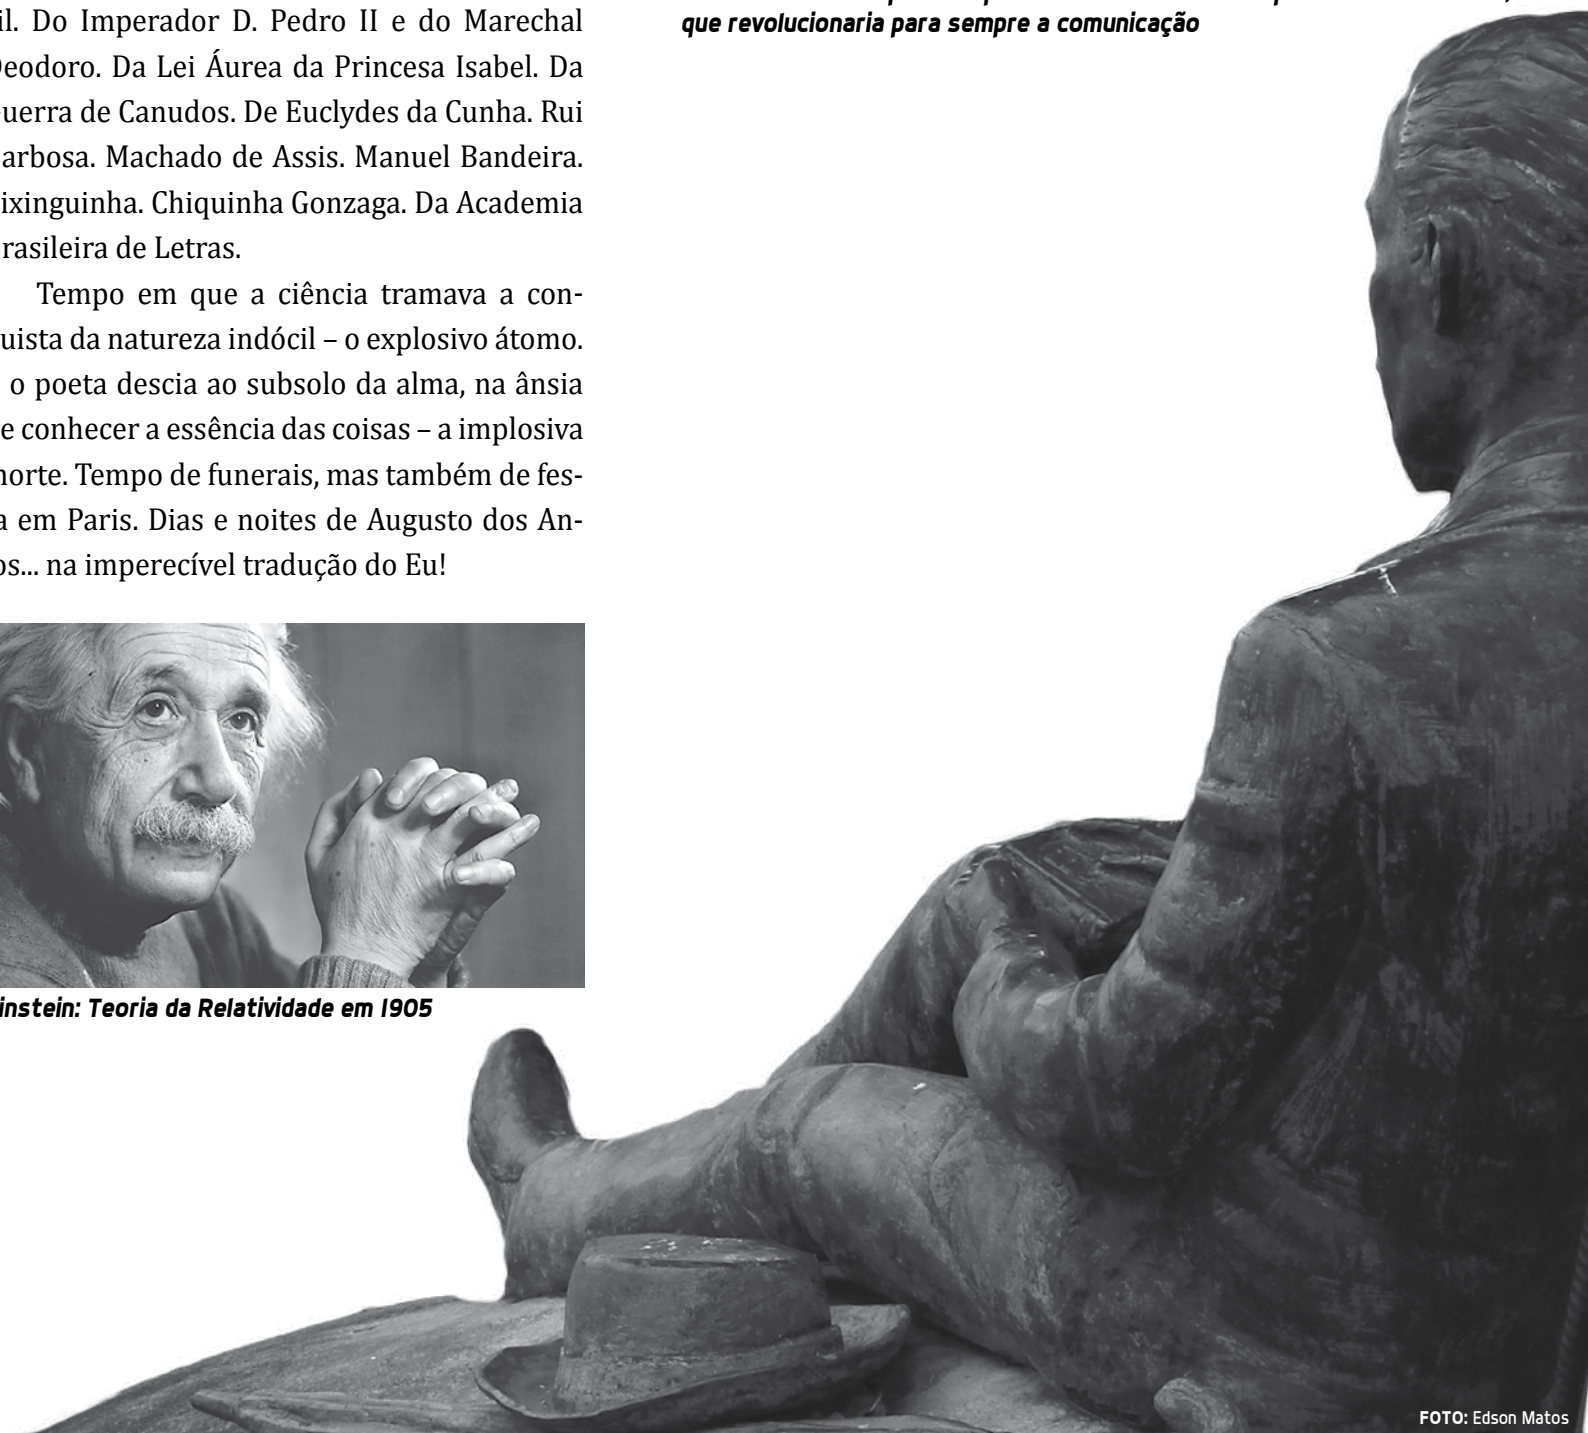 il. Do Imperador D. Pedro II e do Marechal
Deodoro. Da Lei Áurea da Princesa Isabel. Da
uerra de Canudos. De Euclydes da Cunha. Rui
arbosa. Machado de Assis. Manuel Bandeira.
ixinguinha. Chiquinha Gonzaga. Da Academia
rasileira de Letras.
Tempo em que a ciência tramava a con-
uista da natureza indócil – o explosivo átomo.
o poeta descia ao subsolo da alma, na ânsia
e conhecer a essência das coisas – a implosiva
morte. Tempo de funerais, mas também de fes-
a em Paris. Dias e noites de Augusto dos An-
os... na imperecível tradução do Eu!
instein: Teoria da Relatividade em 1905
que revolucionaria para sempre a comunicação
FOTO: Edson Matos